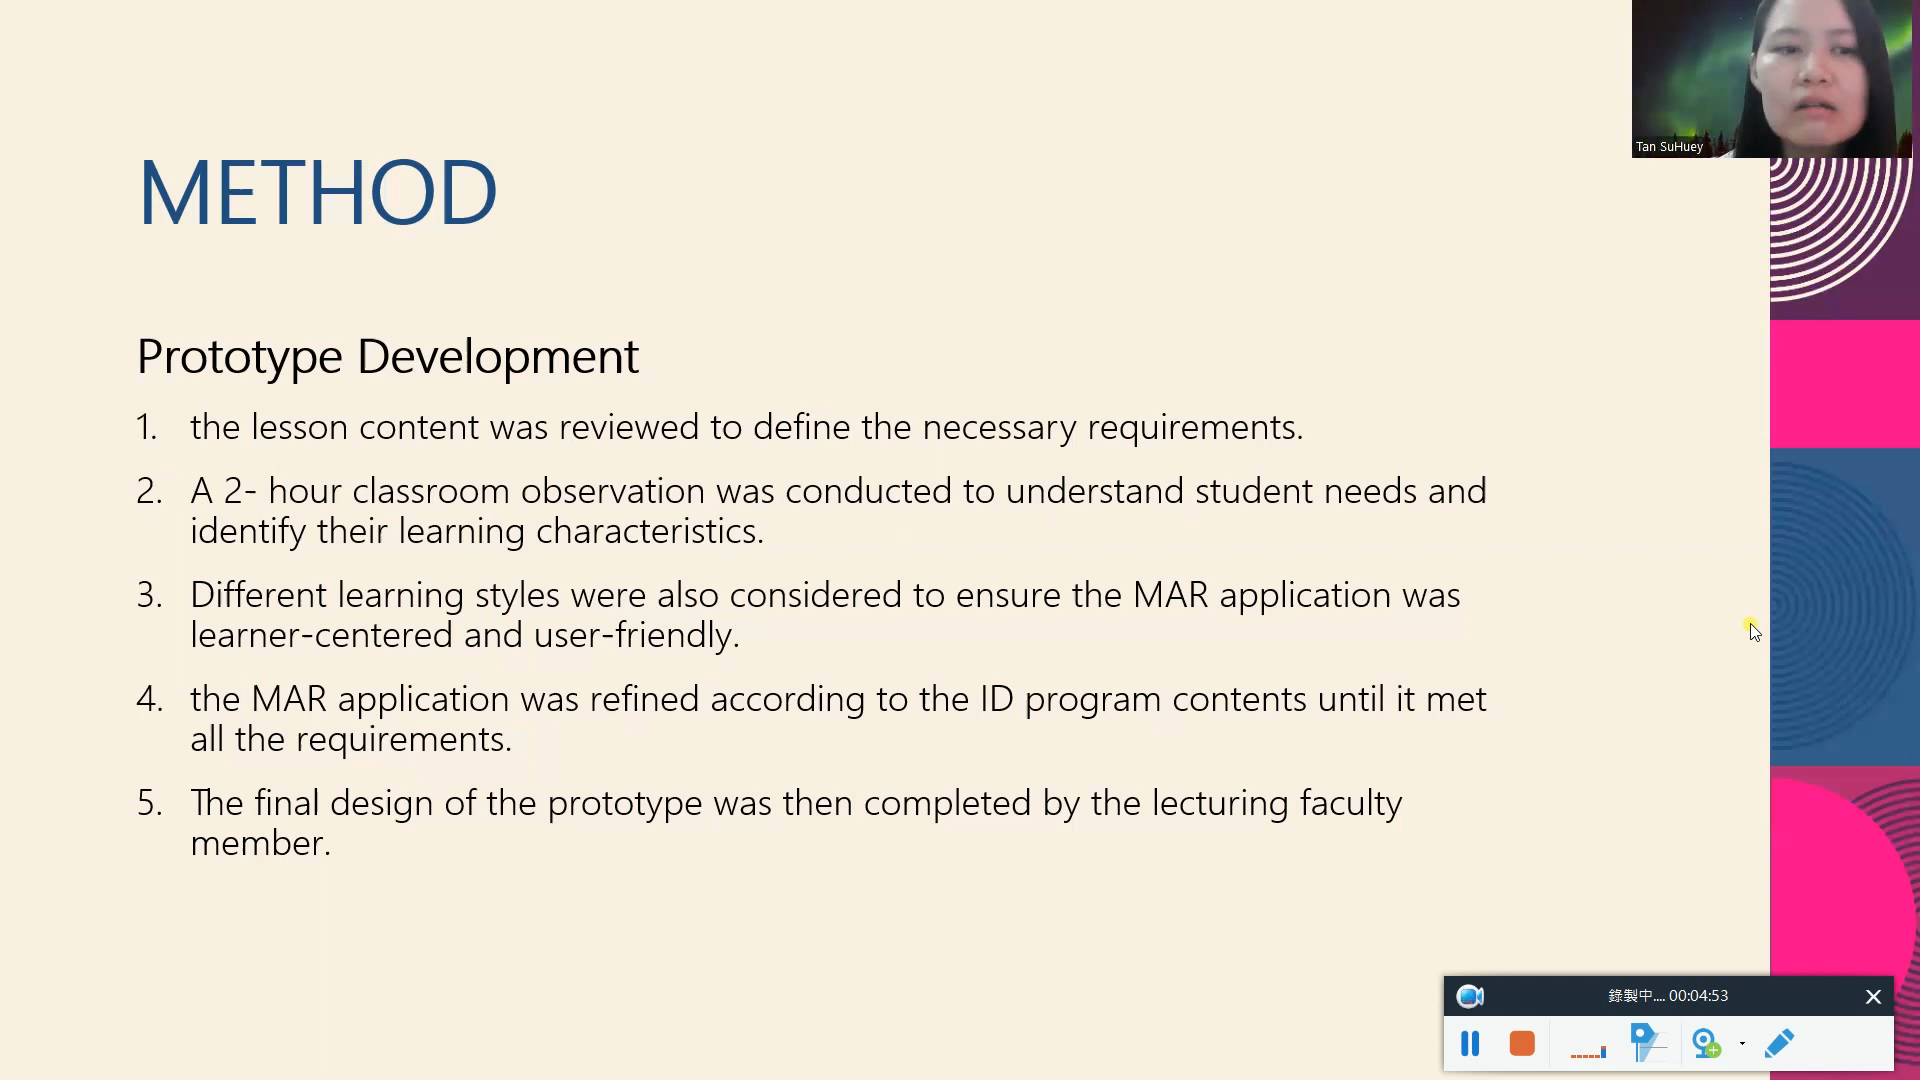 Tan SuHuey
METHOD
Prototype Development
1. the lesson content was reviewed to define the necessary requirements.
2. A 2- hour classroom observation was conducted to understand student needs and
identify their learning characteristics.
3. Different learning styles were also considered to ensure the MAR application was
learner-centered and user-friendly.
4. the MAR application was refined according to the ID program contents until it met
all the requirements.
5. The final design of the prototype was then completed by the lecturing faculty
member.
錄製中.... 00:04:53